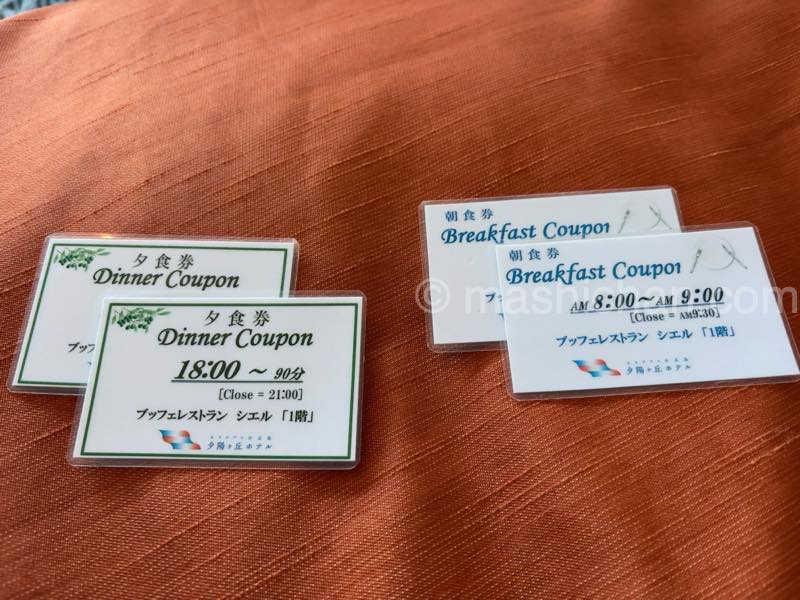 夕食券
Dinner Coupon
夕食券
Dinner Coupon
18:00～ 90分
[Close = 21:00]
ブッフェレストラン シエル 「1階」
夕陽ヶ丘ホテル
朝食券
Breakfast Coupon
朝食券
Breakfast Coupon
AM 8:00～AM 9:00
[Close = AM9:30]
ブッフェレストラン シエル 「1階」
夕陽ヶ丘ホテル
© mashichan.com